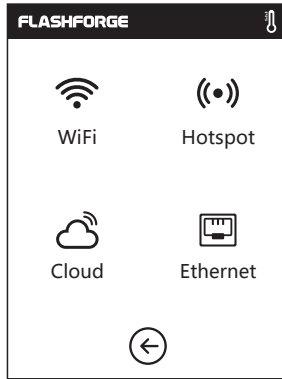 FLASHFORGE
WiFi
Hotspot
Cloud
Ethernet